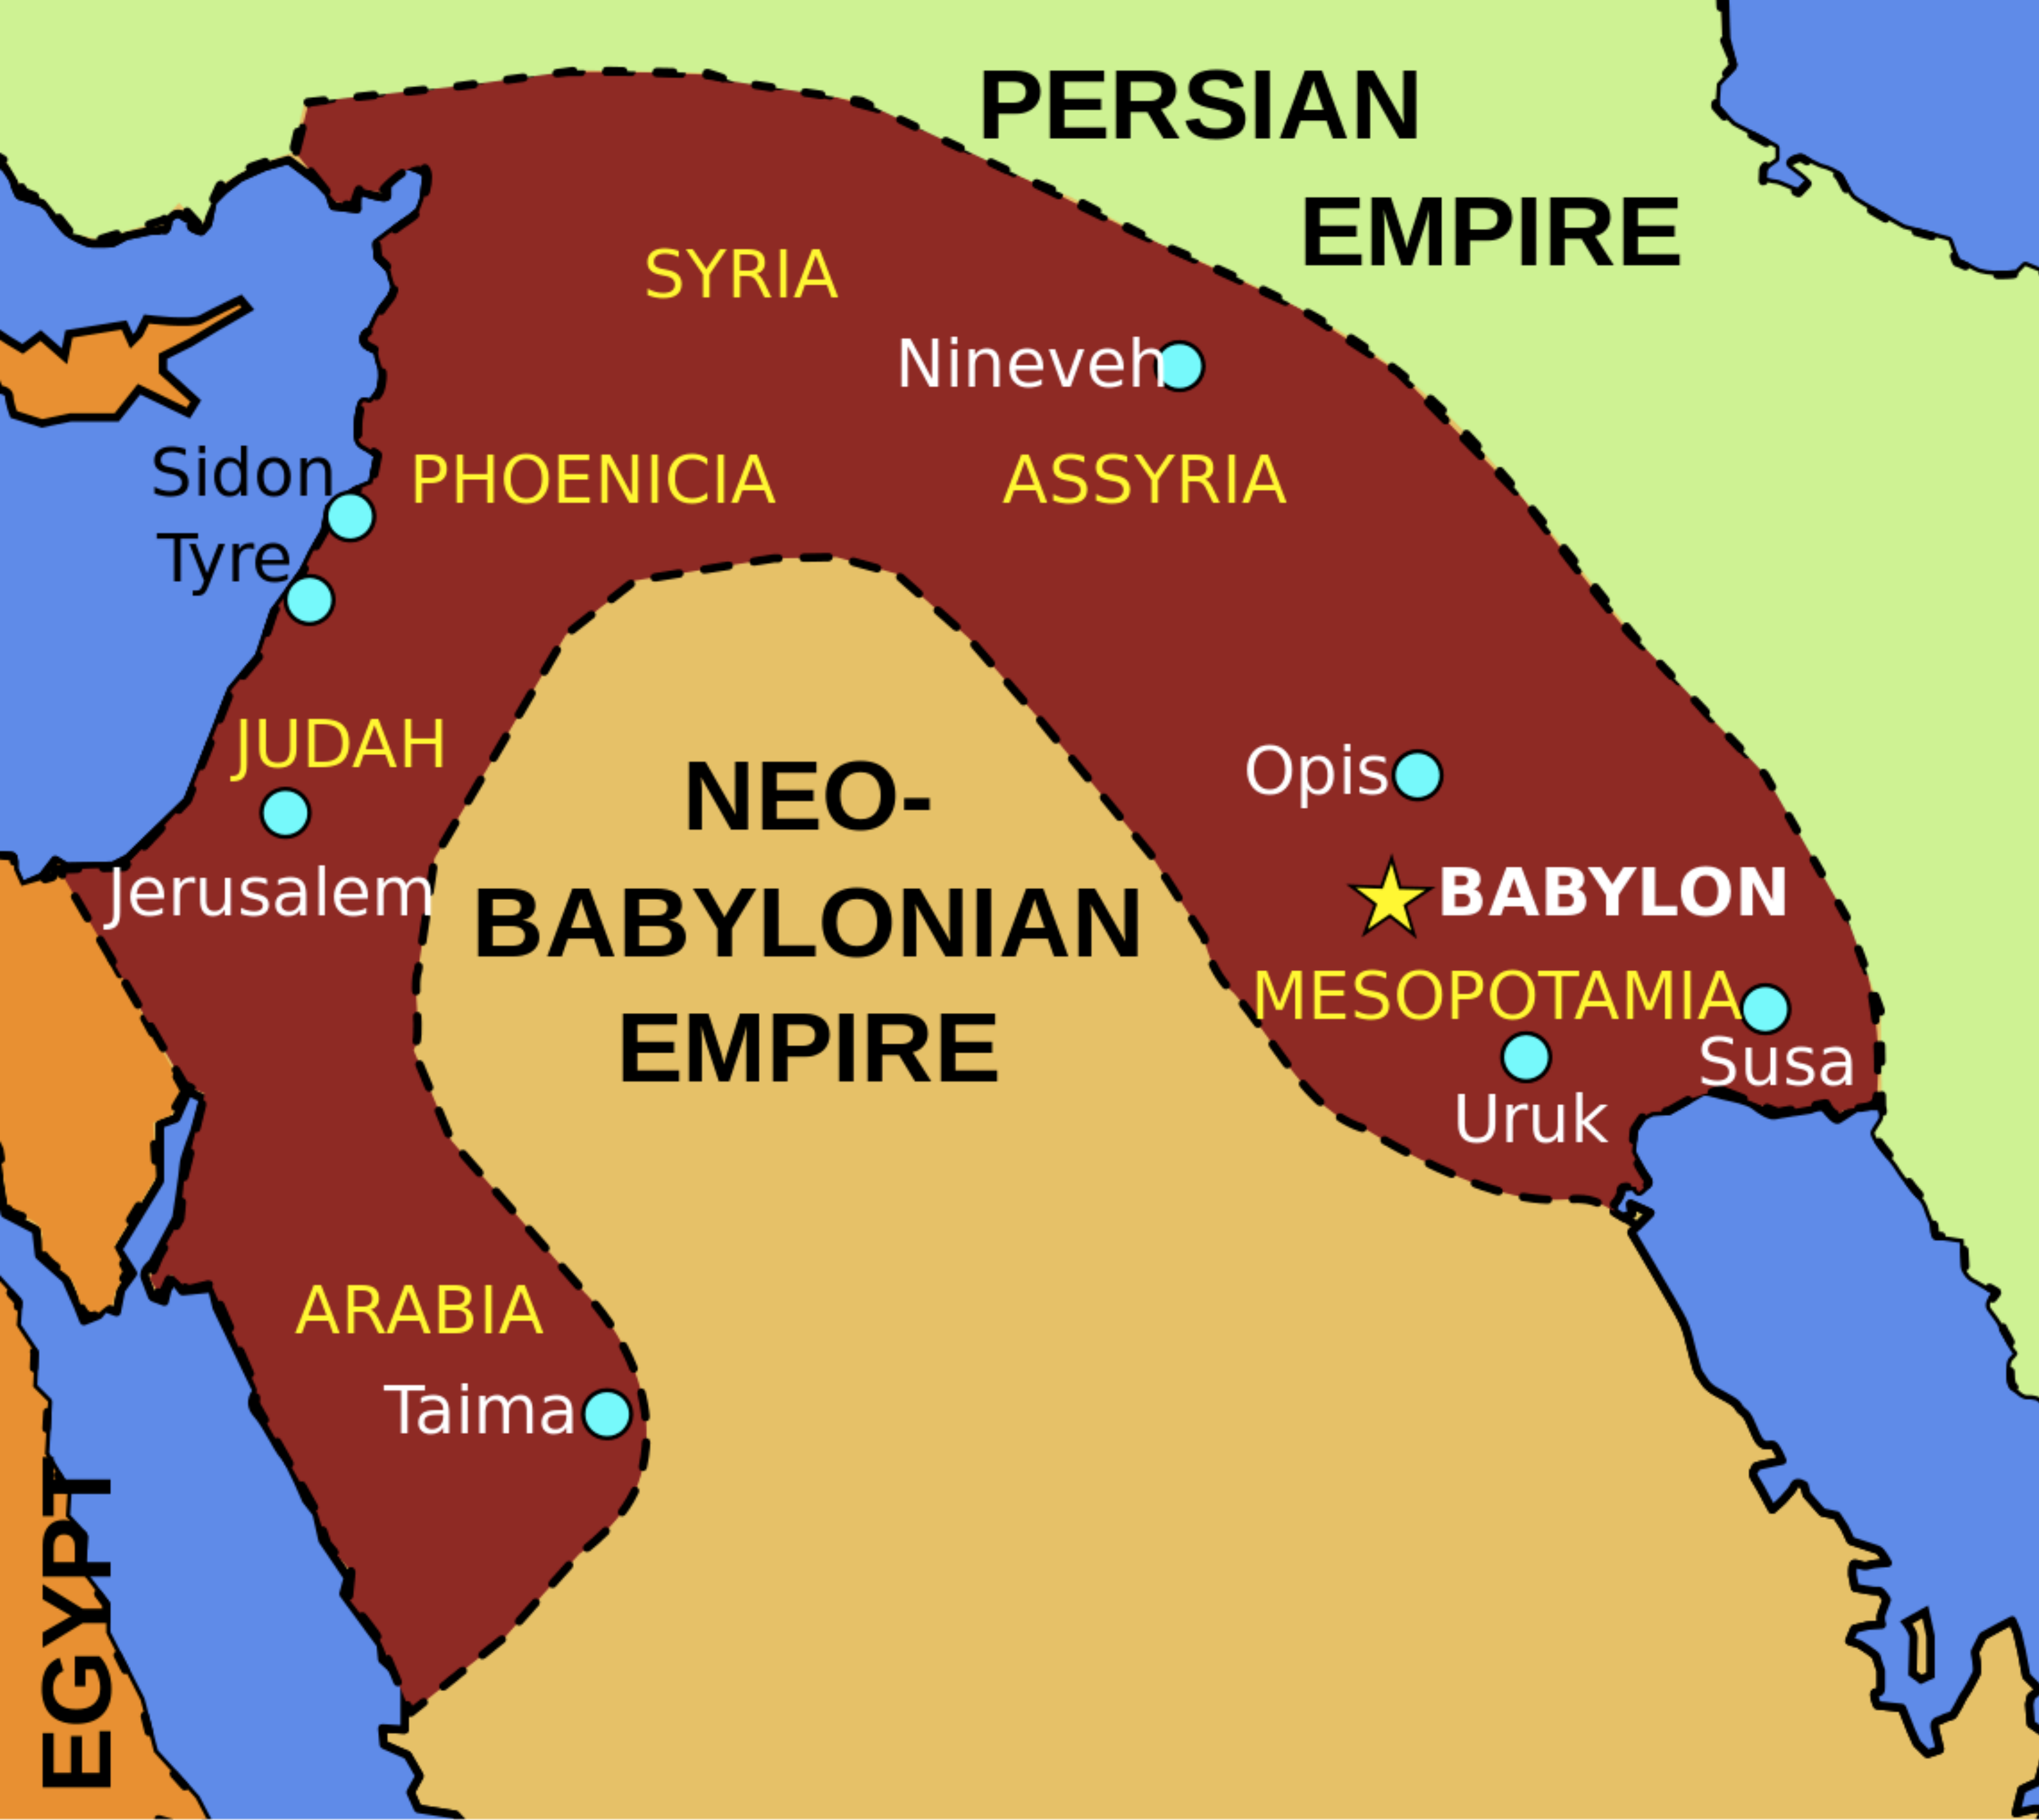 PERSIAN
EMPIRE
SYRIA
Nineveh
Sidon
PHOENICIA
ASSYRIA
Tyre
JUDAH
Opis
NEO-
BABYLONIAN
EMPIRE
Jerusalem
BABYLON
MESOPOTAMIA
Susa
Uruk
ARABIA
Taima
EGYPT